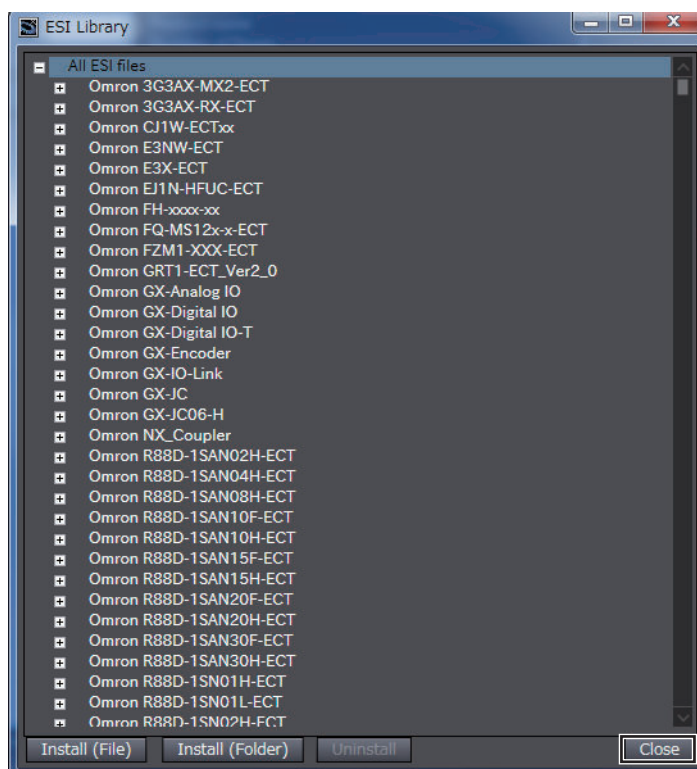 ESI Library
All ESI files
Omron 3G3AX-MX2-ECT
Omron 3G3AX-RX-ECT
Omron CJ1W-ECTxx
Omron E3NW-ECT
Omron E3X-ECT
Omron EJ1N-HFUC-ECT
Omron FH-xxxx-xx
Omron FQ-MS12x-x-ECT
Omron FZM1-XXX-ECT
Omron GRT1-ECT_Ver2_0
Omron GX-Analog IO
Omron GX-Digital IO
Omron GX-Digital IO-T
Omron GX-Encoder
Omron GX-IO-Link
Omron GX-JC
Omron GX-JC06-H
Omron NX_Coupler
Omron R88D-1SAN02H-ECT
Omron R88D-1SAN04H-ECT
Omron R88D-1SAN08H-ECT
Omron R88D-1SAN10F-ECT
Omron R88D-1SAN10H-ECT
Omron R88D-1SAN15F-ECT
Omron R88D-1SAN15H-ECT
Omron R88D-1SAN20F-ECT
Omron R88D-1SAN20H-ECT
Omron R88D-1SAN30F-ECT
Omron R88D-1SAN30H-ECT
Omron R88D-1SN01H-ECT
Omron R88D-1SN01L-ECT
Omron R88D-1SN02H-ECT
Install (File) Install (Folder) Uninstall Close